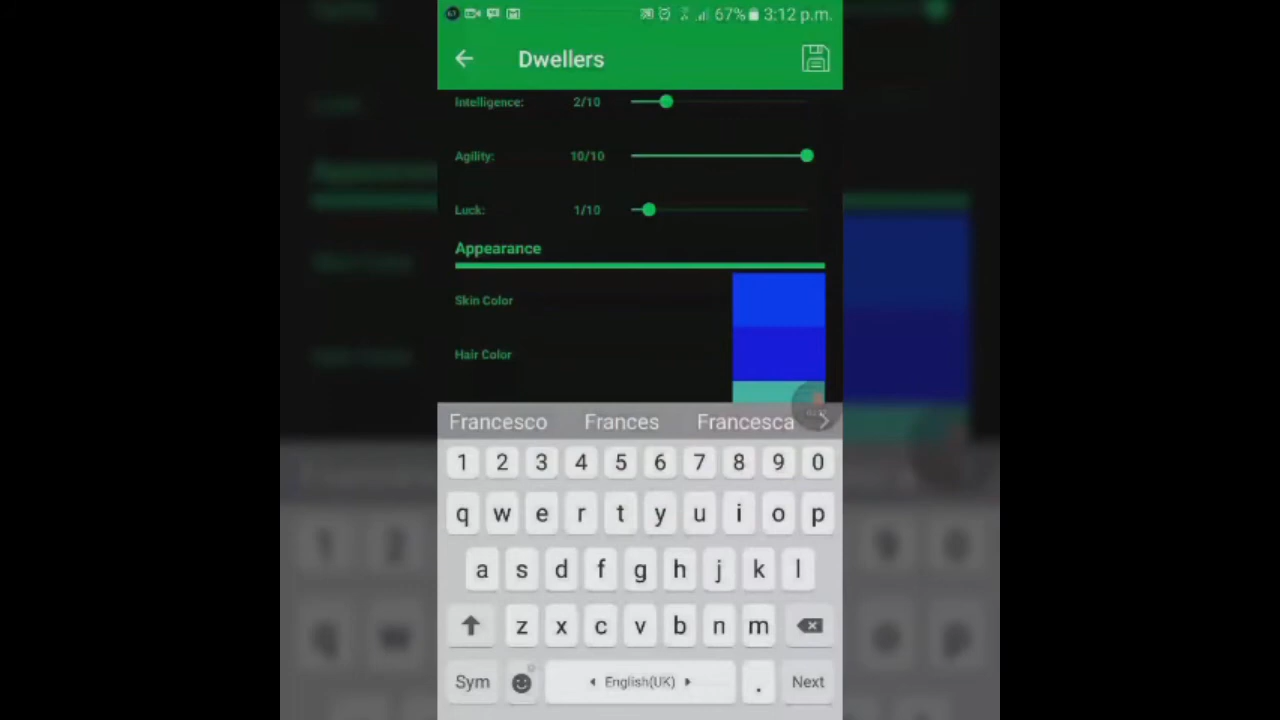 67% 3:12 p.m.
Dwellers
Intelligence: 2/10
Agility: 10/10
Luck: 1/10
Appearance
Skin Color
Hair Color
Francesco Frances Francesca
1 2 3 4 5 6 7 8 9 0
q w e r t y u i o p
a s d f g h j k l
z x c v b n m
Sym English(UK) . Next